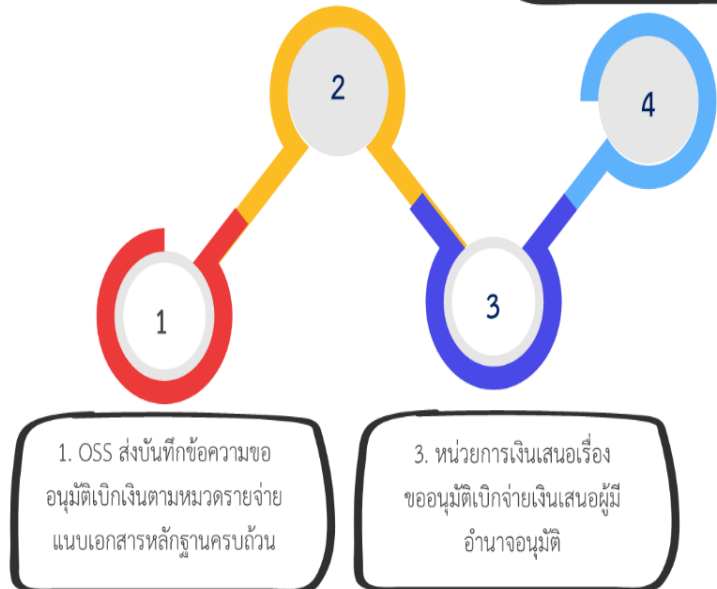 2
4
1
3
1. OSS ส่งบันทึกข้อความขอ
อนุมัติเบิกเงินตามหมวดรายจ่าย
แนบเอกสารหลักฐานครบถ้วน
3. หน่วยการเงินเสนอเรื่อง
ขออนุมัติเบิกจ่ายเงินเสนอผู้มี
อำนาจอนุมัติ